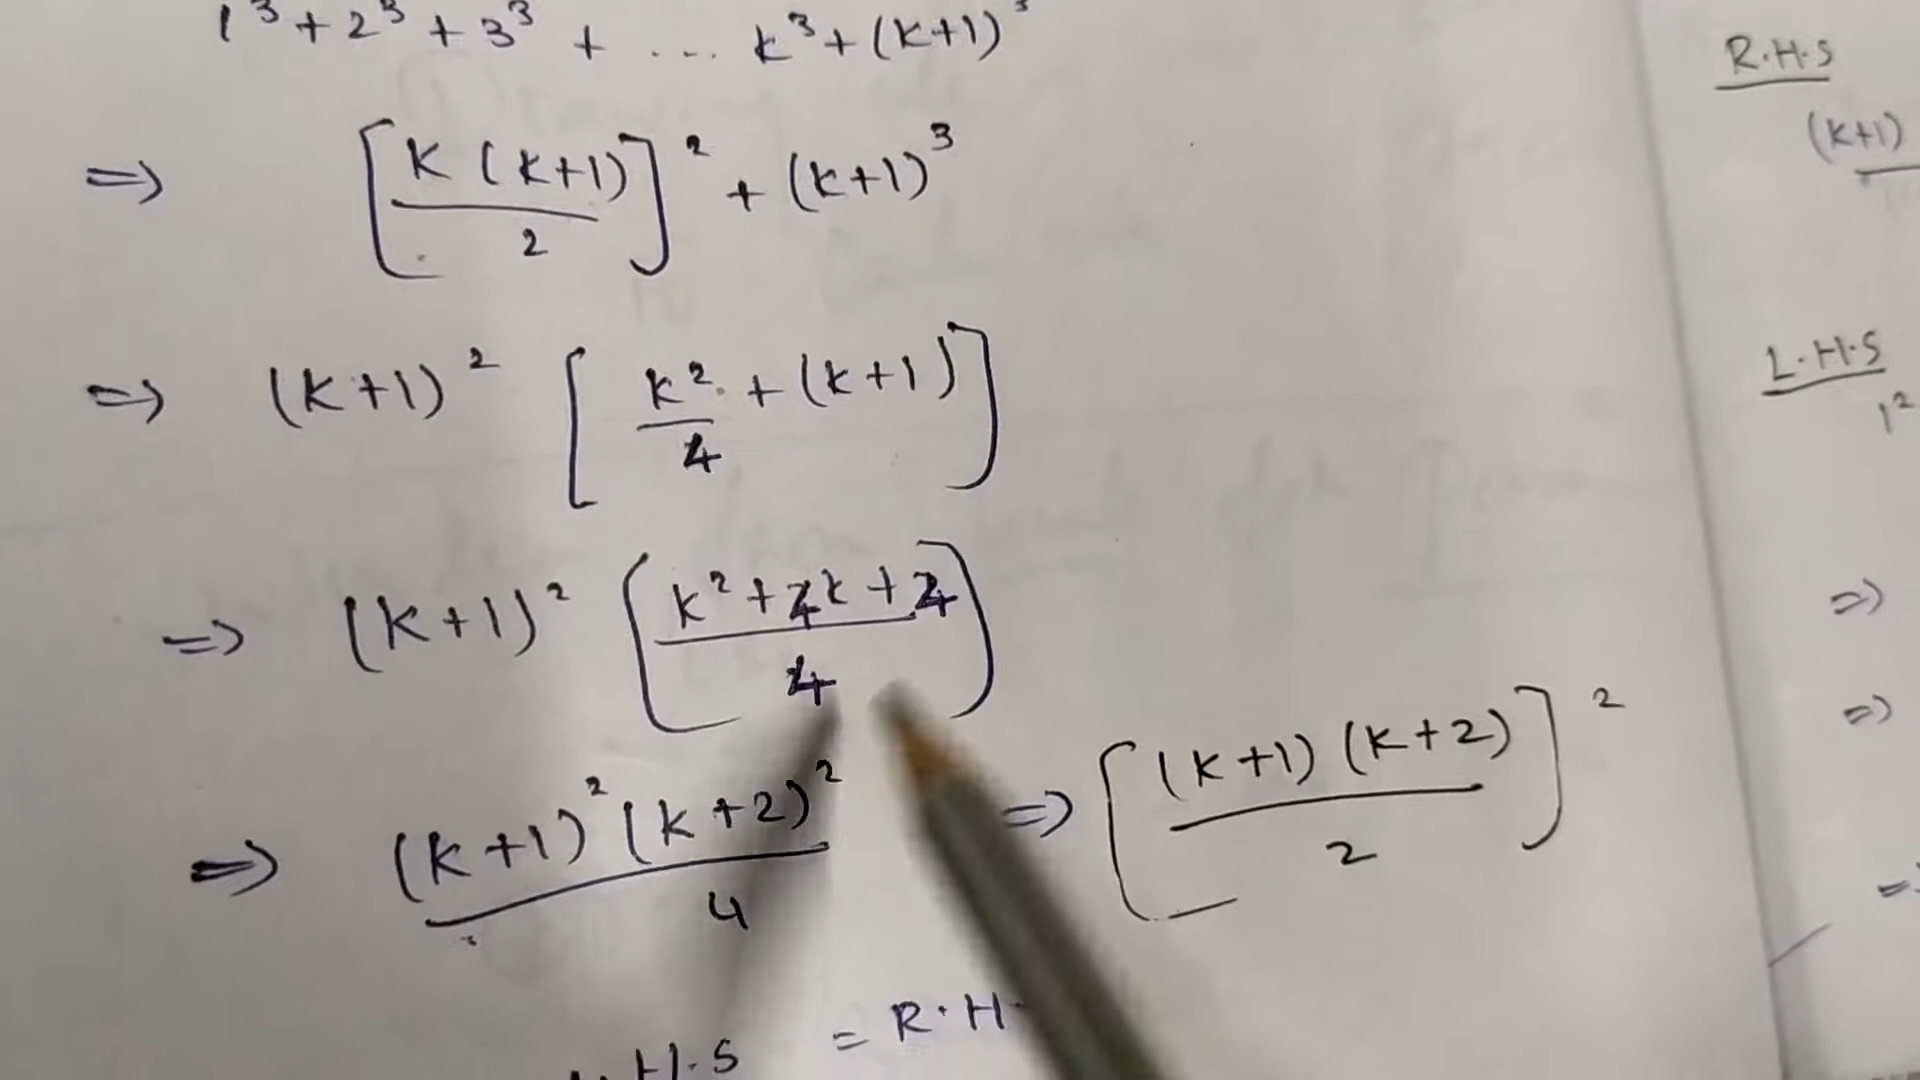 1³ + 2³ + 3³ + ... k³ + (k+1)³
=> [k(k+1)/2]² + (k+1)³
=> (k+1)² [k²/4 + (k+1)]
=> (k+1)² (k²+4k+4/4)
=> (k+1)²(k+2)²/4 => [(k+1)(k+2)/2]²
H.S = R.H.
R.H.S
(k+1)
L.H.S
1²
=>
=>
=>